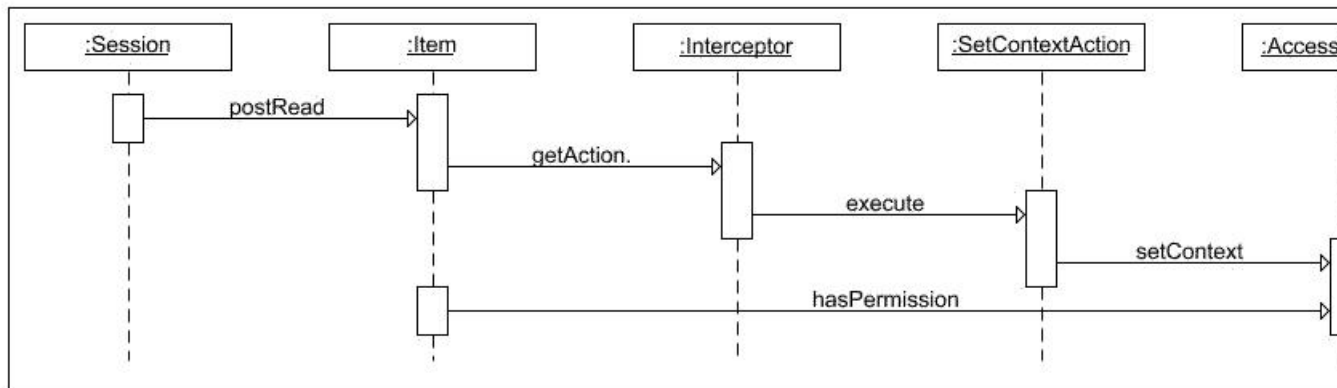 :Session
:Item
:Interceptor
:SetContextAction
:Access
postRead
getAction.
execute
setContext
hasPermission